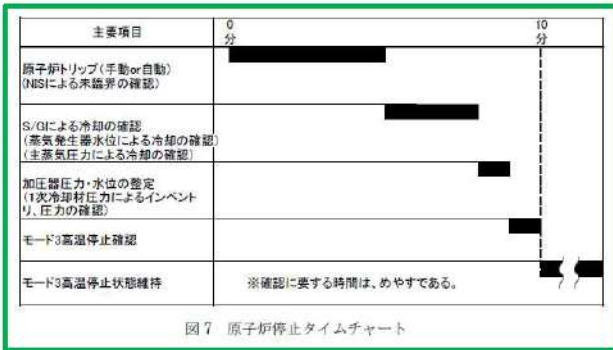 主要項目
0
分
10
分
原子炉トリップ(手動or自動)
(NISによる未臨界の確認)
S/Gによる冷却の確認
(蒸気発生器水位による冷却の確認)
(主蒸気圧力による冷却の確認)
加圧器圧力・水位の整定
(1次冷却材圧力によるインベント
リ、圧力の確認)
モード3高温停止確認
モード3高温停止状態維持
※確認に要する時間は、めやすである。
図7 原子炉停止タイムチャート